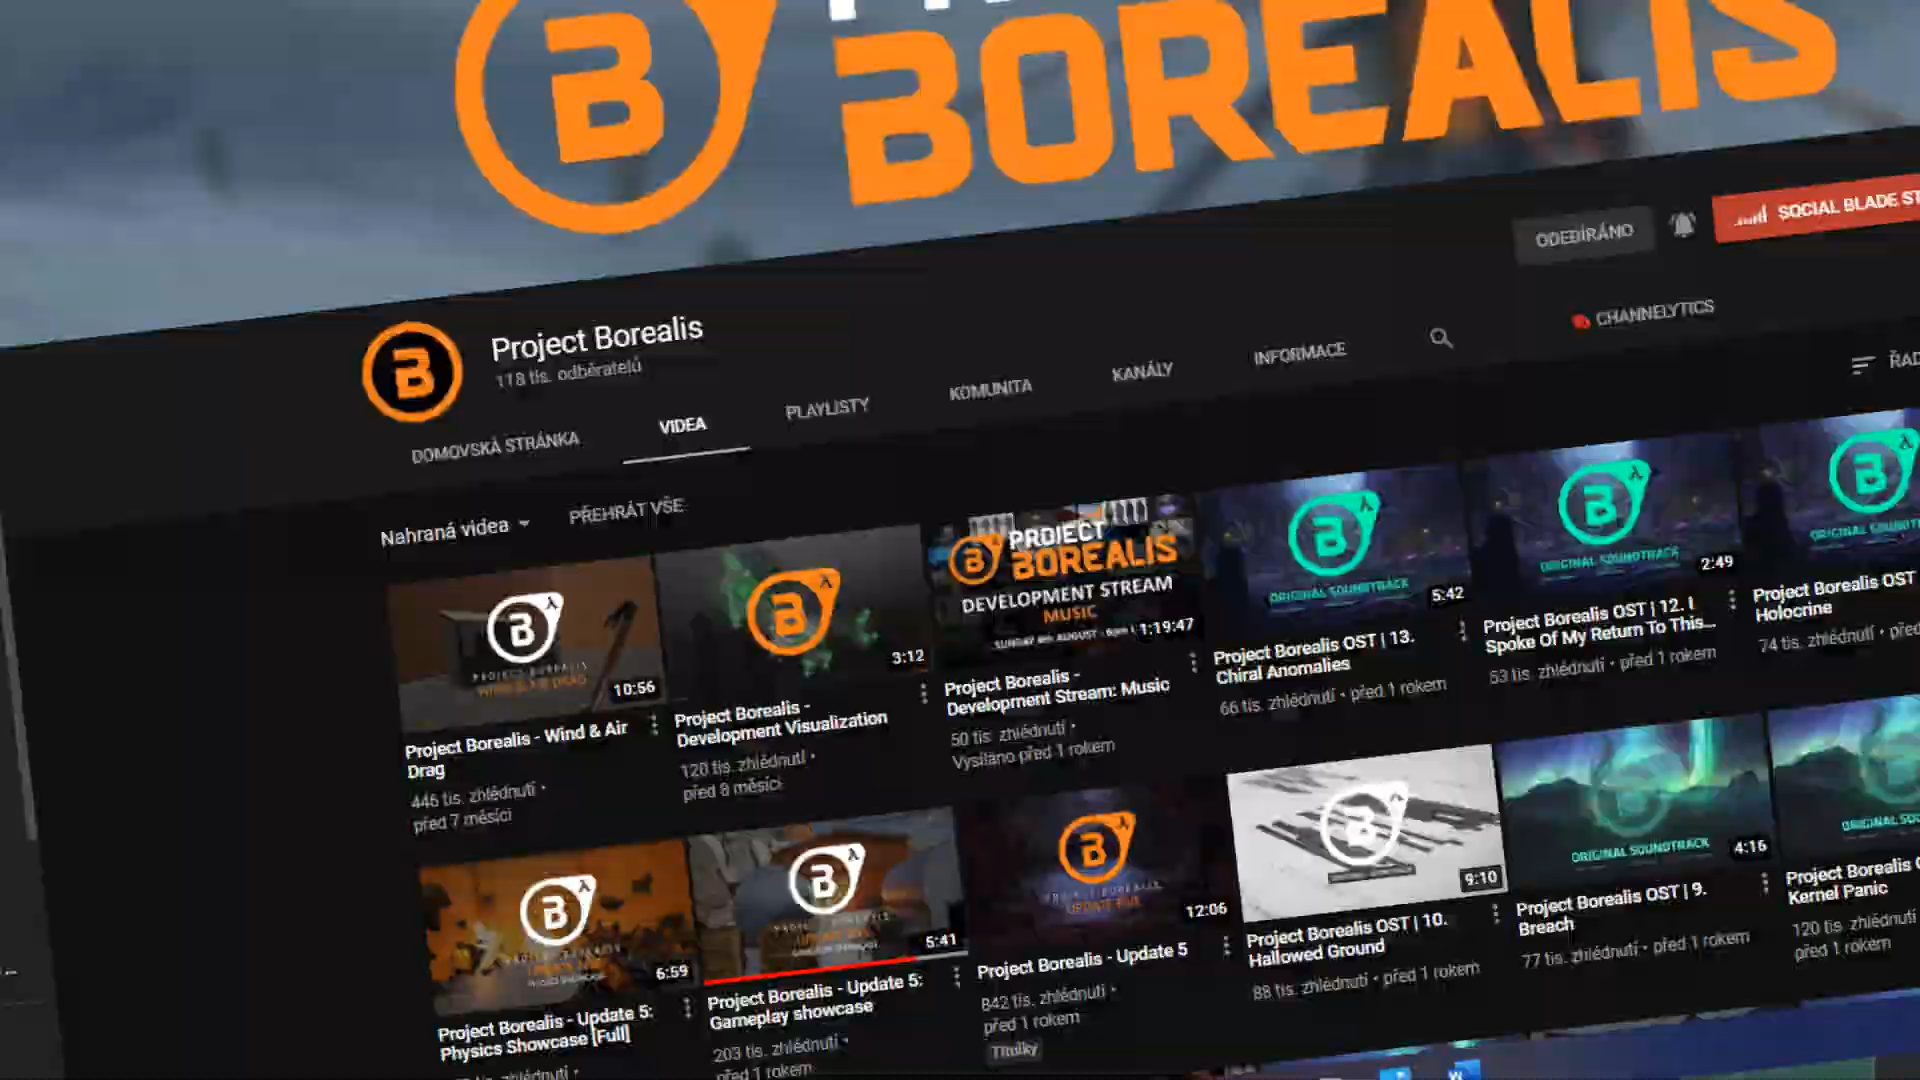 BOREALIS
ODEBÍRÁNO
SOCIAL BLADE ST
Project Borealis
118 tis. odběratelů
CHANNELYTICS
DOMOVSKÁ STRÁNKA
VIDEA
PLAYLISTY
KOMUNITA
KANÁLY
INFORMACE
ŘAD
Nahraná videa
PŘEHRÁT VŠE
10:56
Project Borealis - Wind & Air
Drag
446 tis. zhlédnutí •
před 7 měsíci
3:12
Project Borealis -
Development Visualization
120 tis. zhlédnutí •
před 8 měsíci
PROJECT
BOREALIS
DEVELOPMENT STREAM
MUSIC
1:19:47
Project Borealis -
Development Stream: Music
50 tis. zhlédnutí •
Vysíláno před 1 rokem
ORIGINAL SOUNDTRACK
5:42
Project Borealis OST | 13.
Chiral Anomalies
66 tis. zhlédnutí • před 1 rokem
ORIGINAL SOUNDTRACK
2:49
Project Borealis OST | 12. I
Spoke Of My Return To This...
53 tis. zhlédnutí • před 1 rokem
ORIGINAL SOUNDT
Project Borealis OST
Holocrine
74 tis. zhlédnutí • před
6:59
Project Borealis - Update 5:
Physics Showcase [Full]
zhlédnutí •
5:41
Project Borealis - Update 5:
Gameplay showcase
203 tis. zhlédnutí •
před 1 rokem
12:06
Project Borealis - Update 5
842 tis. zhlédnutí •
před 1 rokem
Titulky
9:10
Project Borealis OST | 10.
Hallowed Ground
88 tis. zhlédnutí • před 1 rokem
ORIGINAL SOUNDTRACK
4:16
Project Borealis OST | 9.
Breach
77 tis. zhlédnutí • před 1 rokem
ORIGINAL SOU
Project Borealis O
Kernel Panic
120 tis. zhlédnutí
před 1 rokem